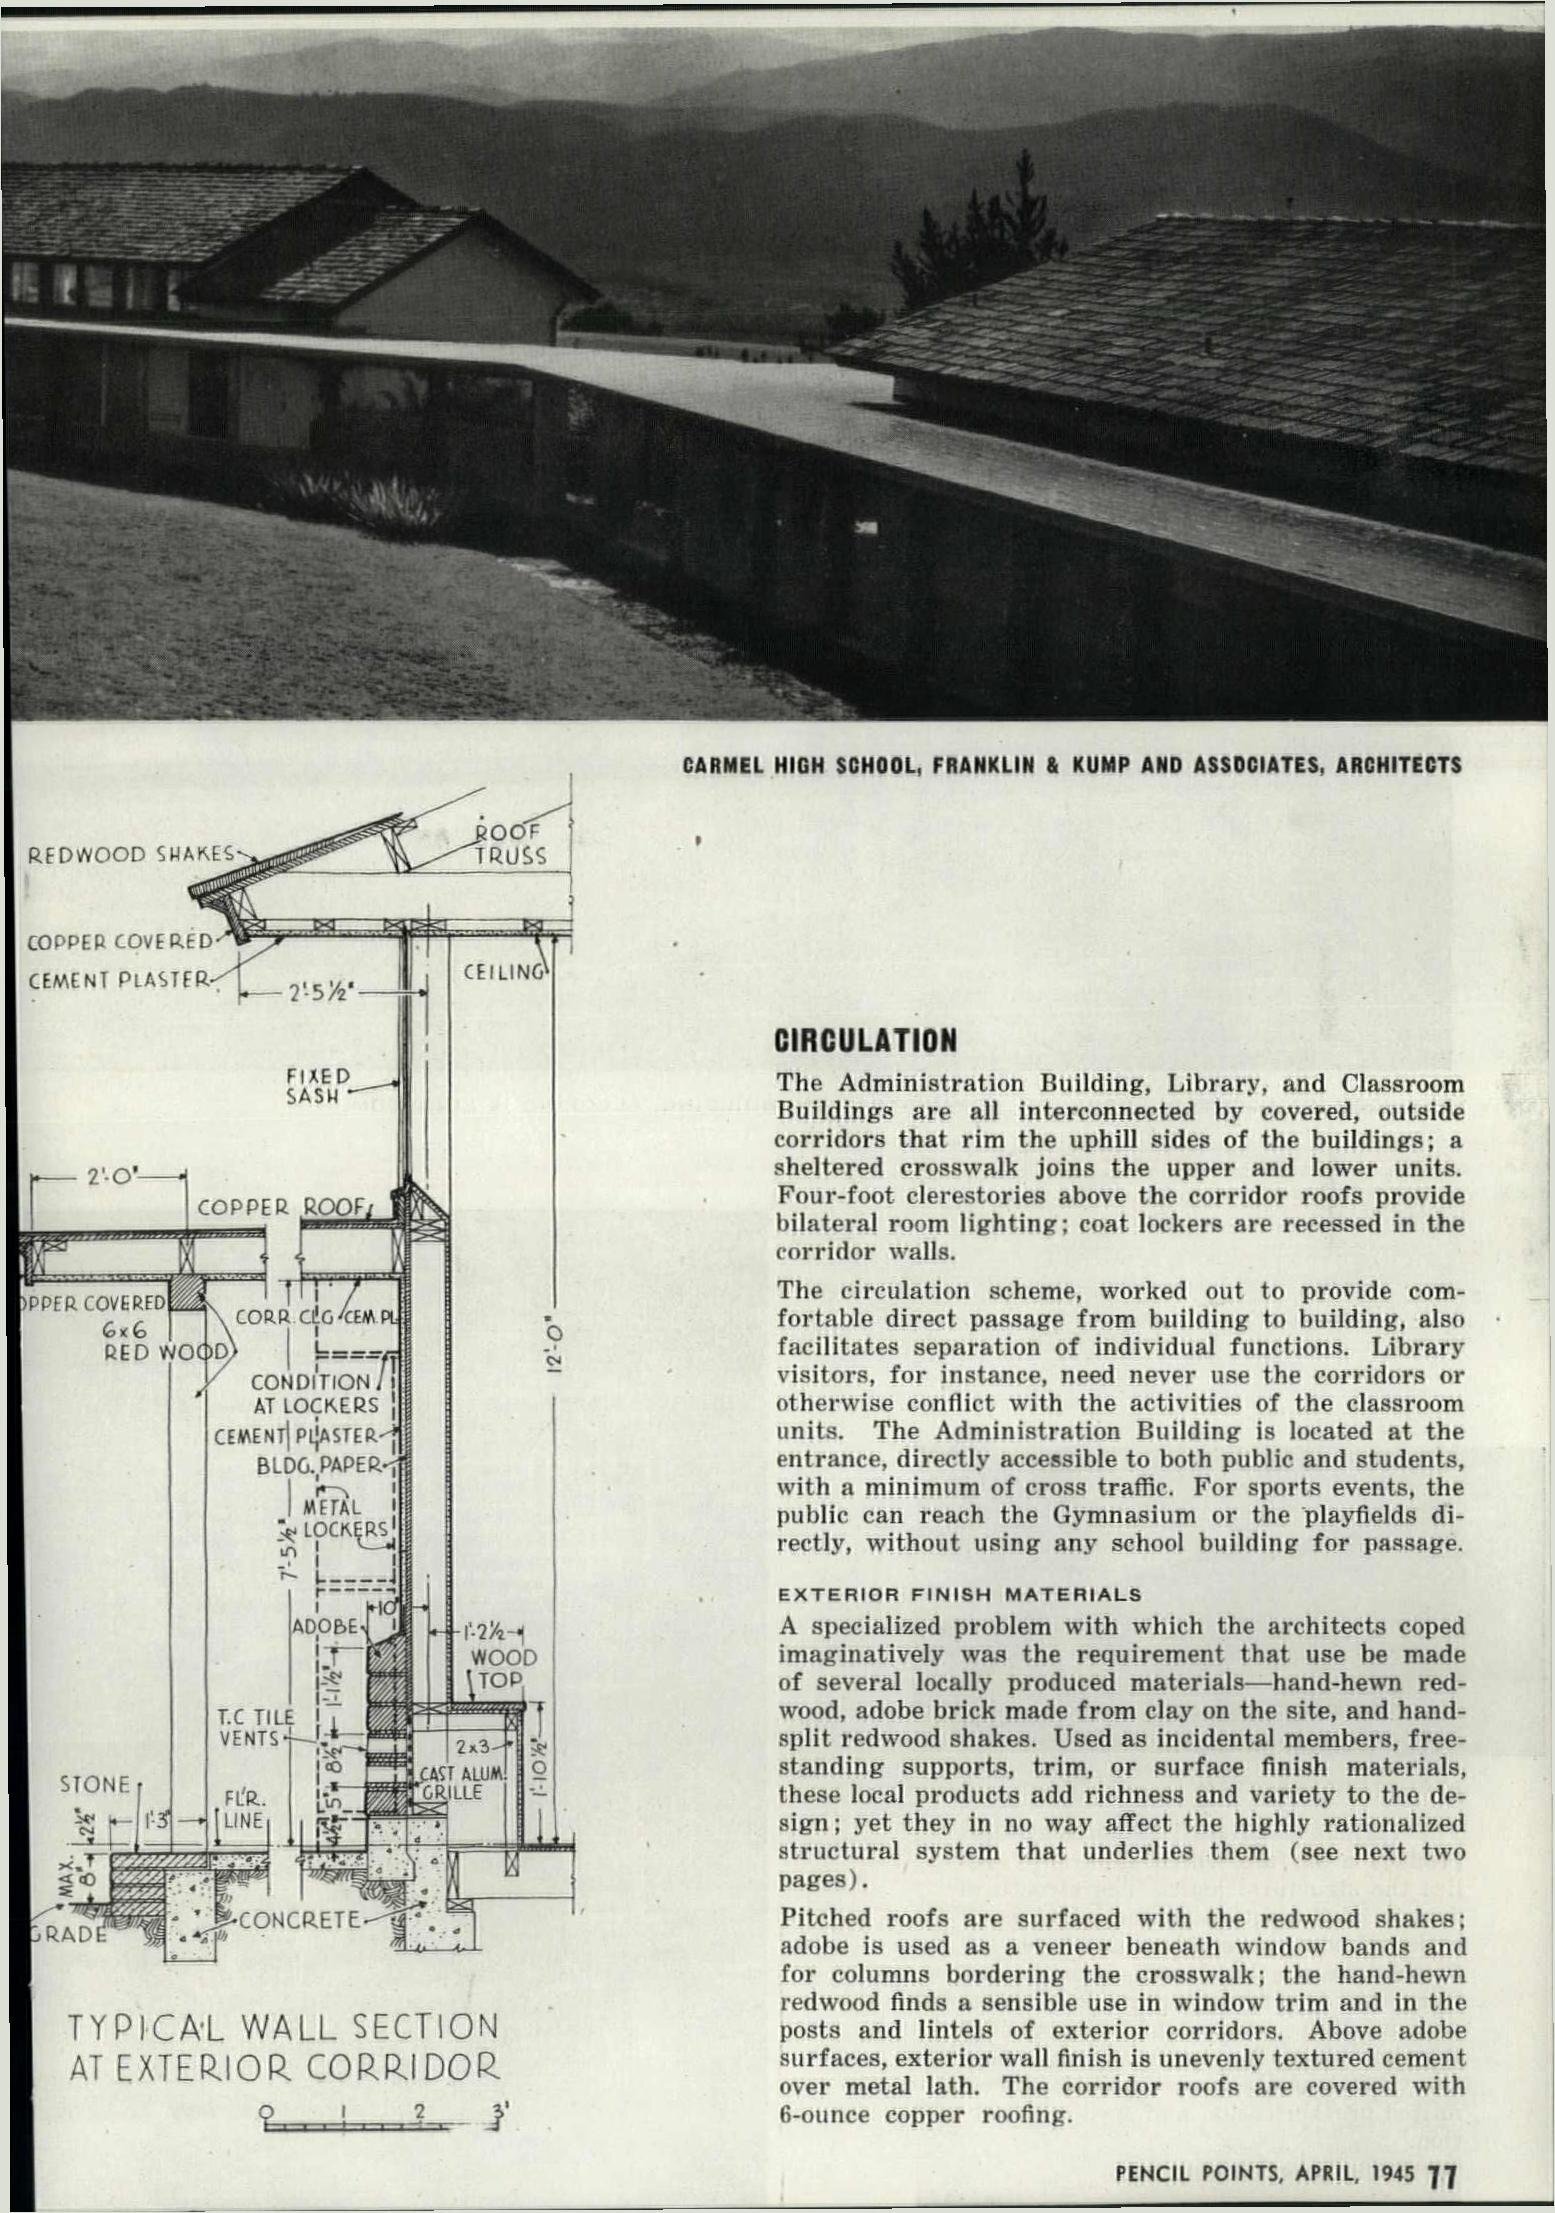 CARMEL HIGH SCHOOL, FRANKLIN & KUMP AND ASSOCIATES, ARCHITECTS
REDWOOD SHAKES
ROOF
TRUSS
COPPER COVERED
CEMENT PLASTER
CEILING
2'-5½"
FIXED
SASH
2'-0"
COPPER ROOF
OPPER COVERED
6x6
RED WOOD
CORR. CLG.
CEM. PL
12'-0"
CONDITION
AT LOCKERS
CEMENT PLASTER
BLDG. PAPER
METAL
LOCKERS
7'-5½"
10"
ADOBE
1'-2½
WOOD
TOP
1'-1½"
T.C TILE
VENTS
8½"
2x3
CAST ALUM.
GRILLE
1'-10½"
STONE
FL'R.
LINE
5"
4½"
2½"
1'-3"
MAX.
8"
GRADE
CONCRETE
TYPICAL WALL SECTION
AT EXTERIOR CORRIDOR
0 1 2 3'
CIRCULATION
The Administration Building, Library, and Classroom
Buildings are all interconnected by covered, outside
corridors that rim the uphill sides of the buildings; a
sheltered crosswalk joins the upper and lower units.
Four-foot clerestories above the corridor roofs provide
bilateral room lighting; coat lockers are recessed in the
corridor walls.
The circulation scheme, worked out to provide com-
fortable direct passage from building to building, also
facilitates separation of individual functions. Library
visitors, for instance, need never use the corridors or
otherwise conflict with the activities of the classroom
units. The Administration Building is located at the
entrance, directly accessible to both public and students,
with a minimum of cross traffic. For sports events, the
public can reach the Gymnasium or the playfields di-
rectly, without using any school building for passage.
EXTERIOR FINISH MATERIALS
A specialized problem with which the architects coped
imaginatively was the requirement that use be made
of several locally produced materials—hand-hewn red-
wood, adobe brick made from clay on the site, and hand-
split redwood shakes. Used as incidental members, free-
standing supports, trim, or surface finish materials,
these local products add richness and variety to the de-
sign; yet they in no way affect the highly rationalized
structural system that underlies them (see next two
pages).
Pitched roofs are surfaced with the redwood shakes;
adobe is used as a veneer beneath window bands and
for columns bordering the crosswalk; the hand-hewn
redwood finds a sensible use in window trim and in the
posts and lintels of exterior corridors. Above adobe
surfaces, exterior wall finish is unevenly textured cement
over metal lath. The corridor roofs are covered with
6-ounce copper roofing.
PENCIL POINTS, APRIL, 1945 77